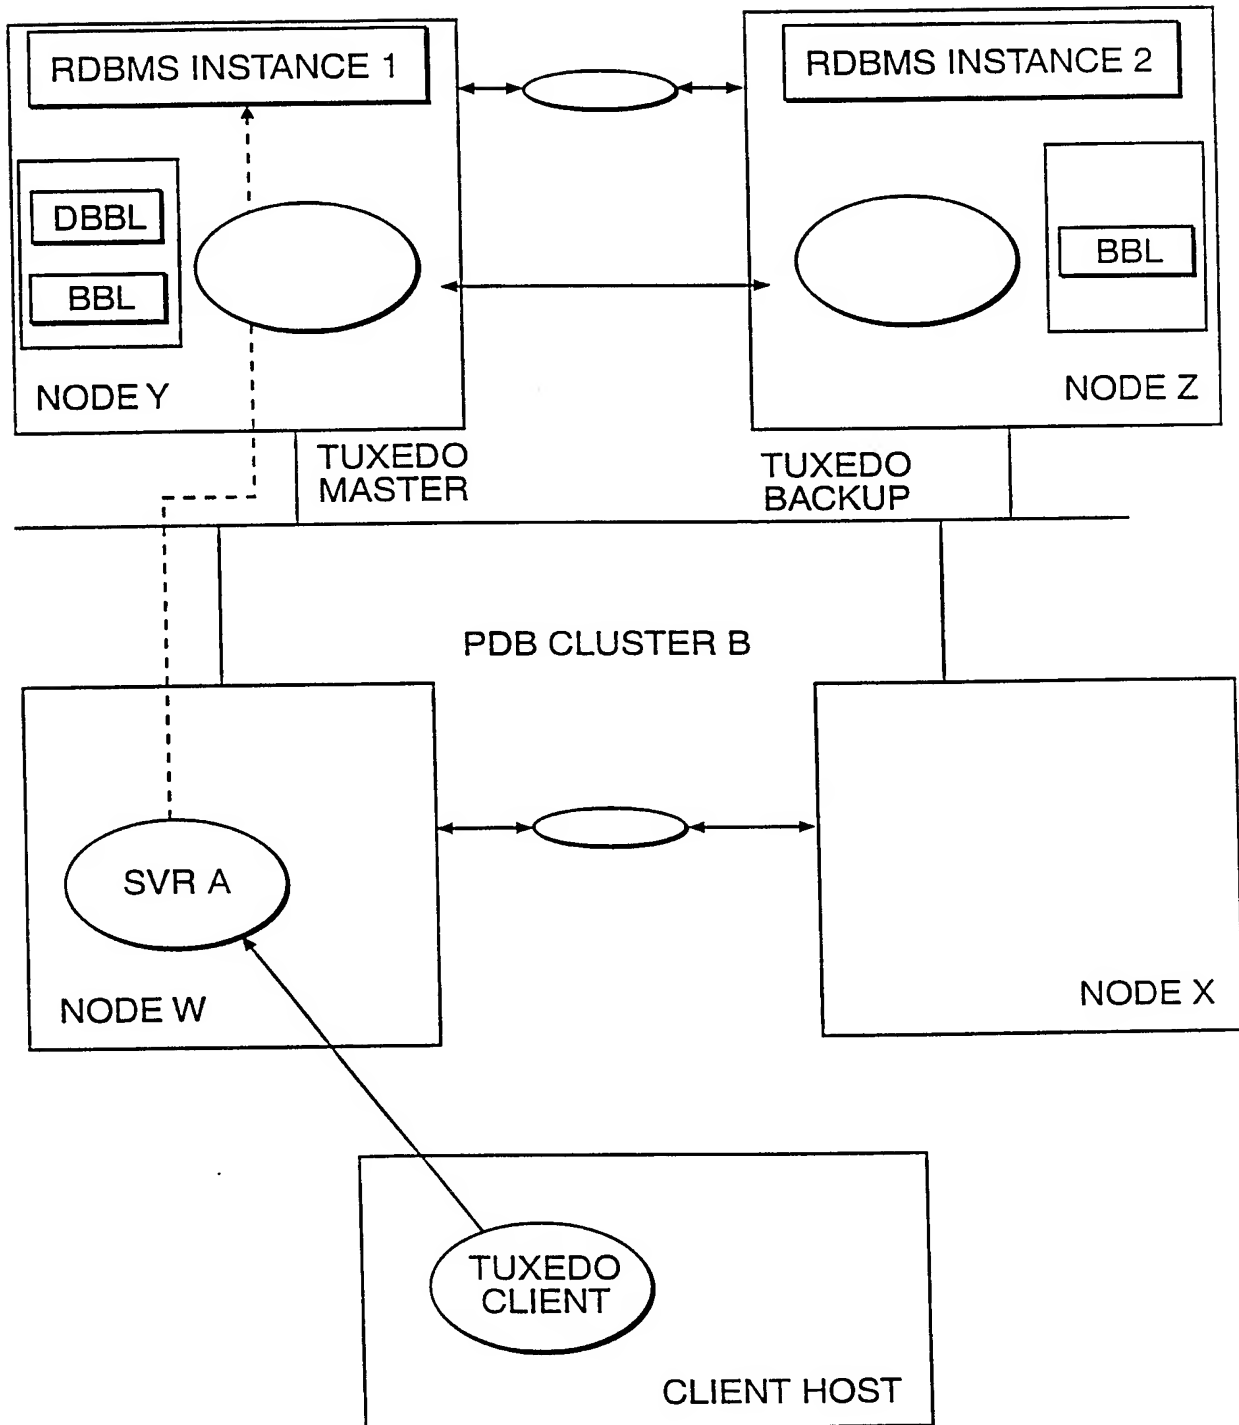 RDBMS INSTANCE 1
RDBMS INSTANCE 2
DBBL
BBL
BBL
NODE Y
NODE Z
TUXEDO
MASTER
TUXEDO
BACKUP
PDB CLUSTER B
SVR A
NODE W
NODE X
TUXEDO
CLIENT
CLIENT HOST